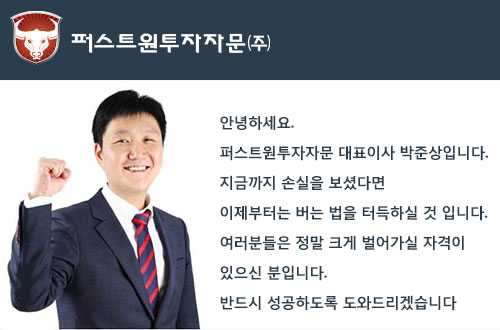 퍼스트원투자자문(주)
안녕하세요.
퍼스트원투자자문 대표이사 박준상입니다.
지금까지 손실을 보셨다면
이제부터는 버는 법을 터득하실 것 입니다.
여러분들은 정말 크게 벌어가실 자격이
있으신 분입니다.
반드시 성공하도록 도와드리겠습니다